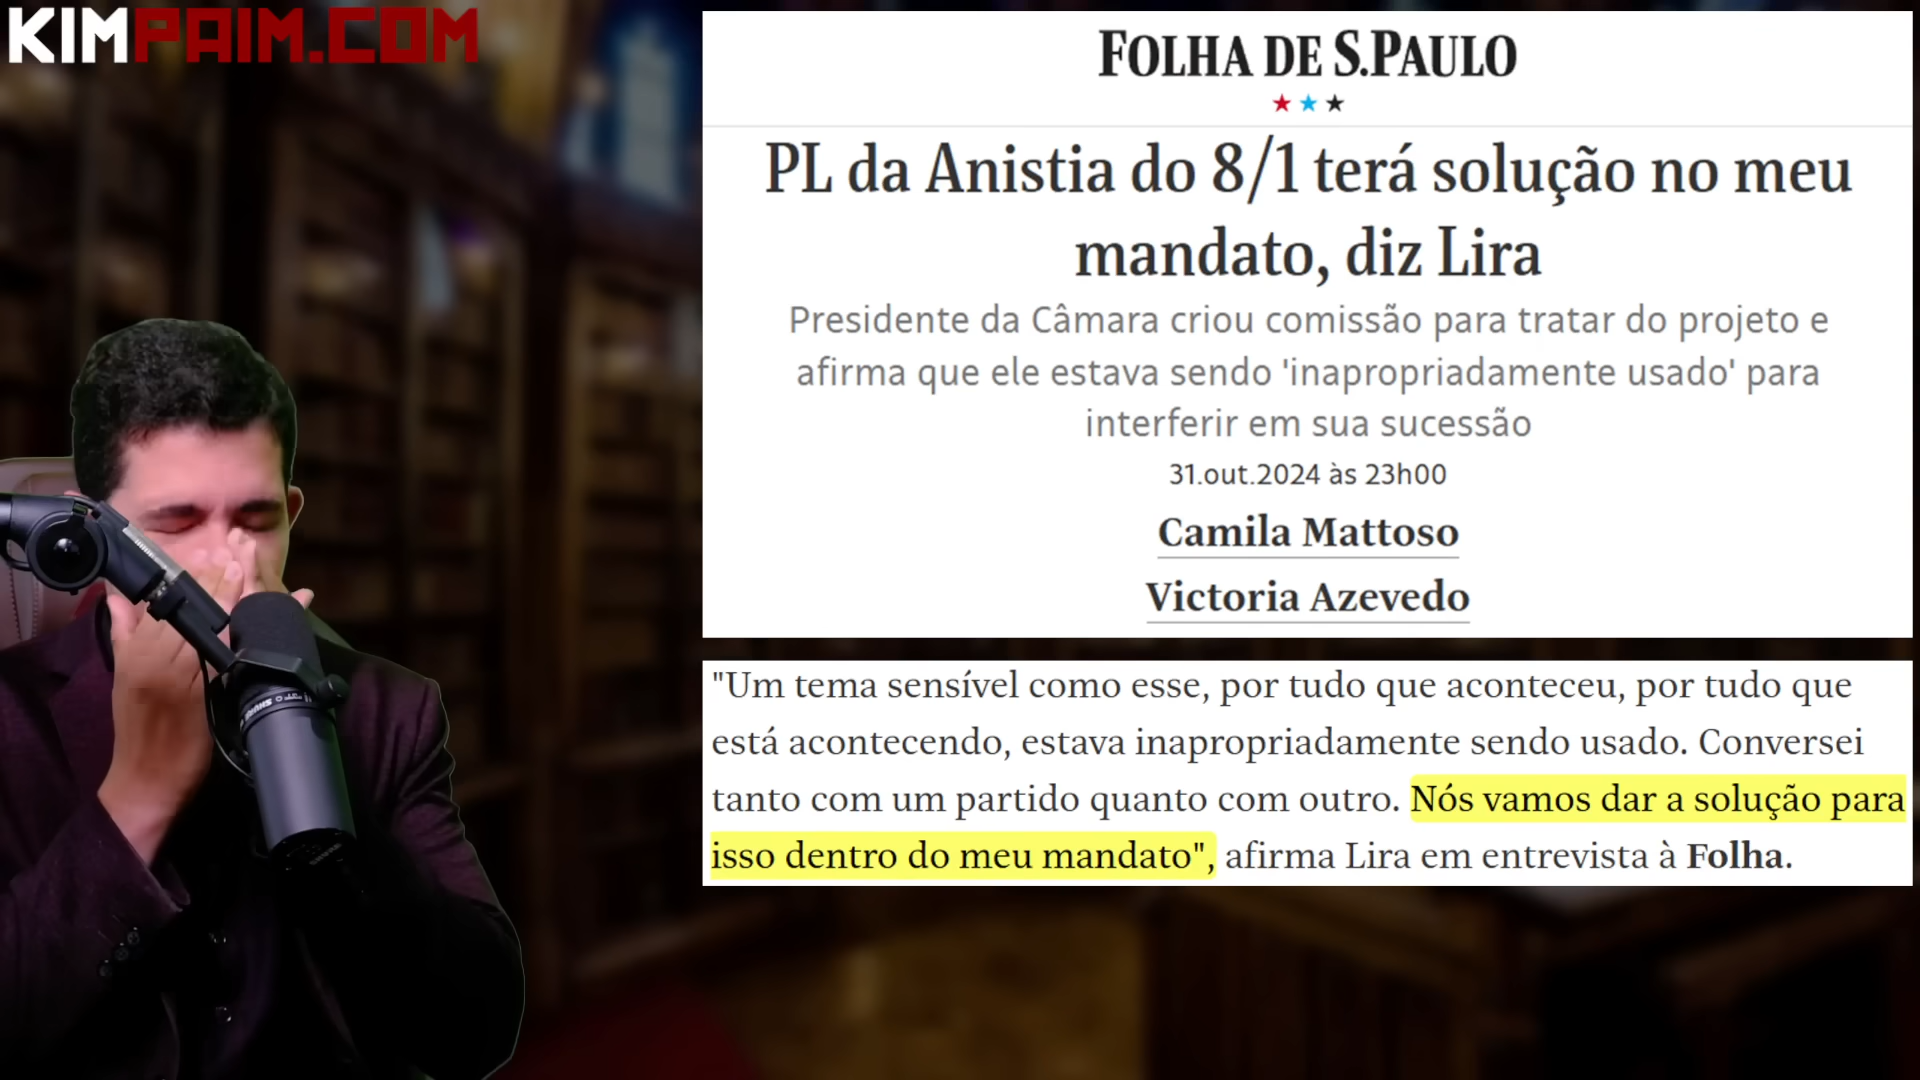 KIMPAIM.COM
FOLHA DE S.PAULO
PL da Anistia do 8/1 terá solução no meu
mandato, diz Lira
Presidente da Câmara criou comissão para tratar do projeto e
afirma que ele estava sendo 'inapropriadamente usado' para
interferir em sua sucessão
31.out.2024 às 23h00
Camila Mattoso
Victoria Azevedo
"Um tema sensível como esse, por tudo que aconteceu, por tudo que
está acontecendo, estava inapropriadamente sendo usado. Conversei
tanto com um partido quanto com outro. Nós vamos dar a solução para
isso dentro do meu mandato", afirma Lira em entrevista à Folha.